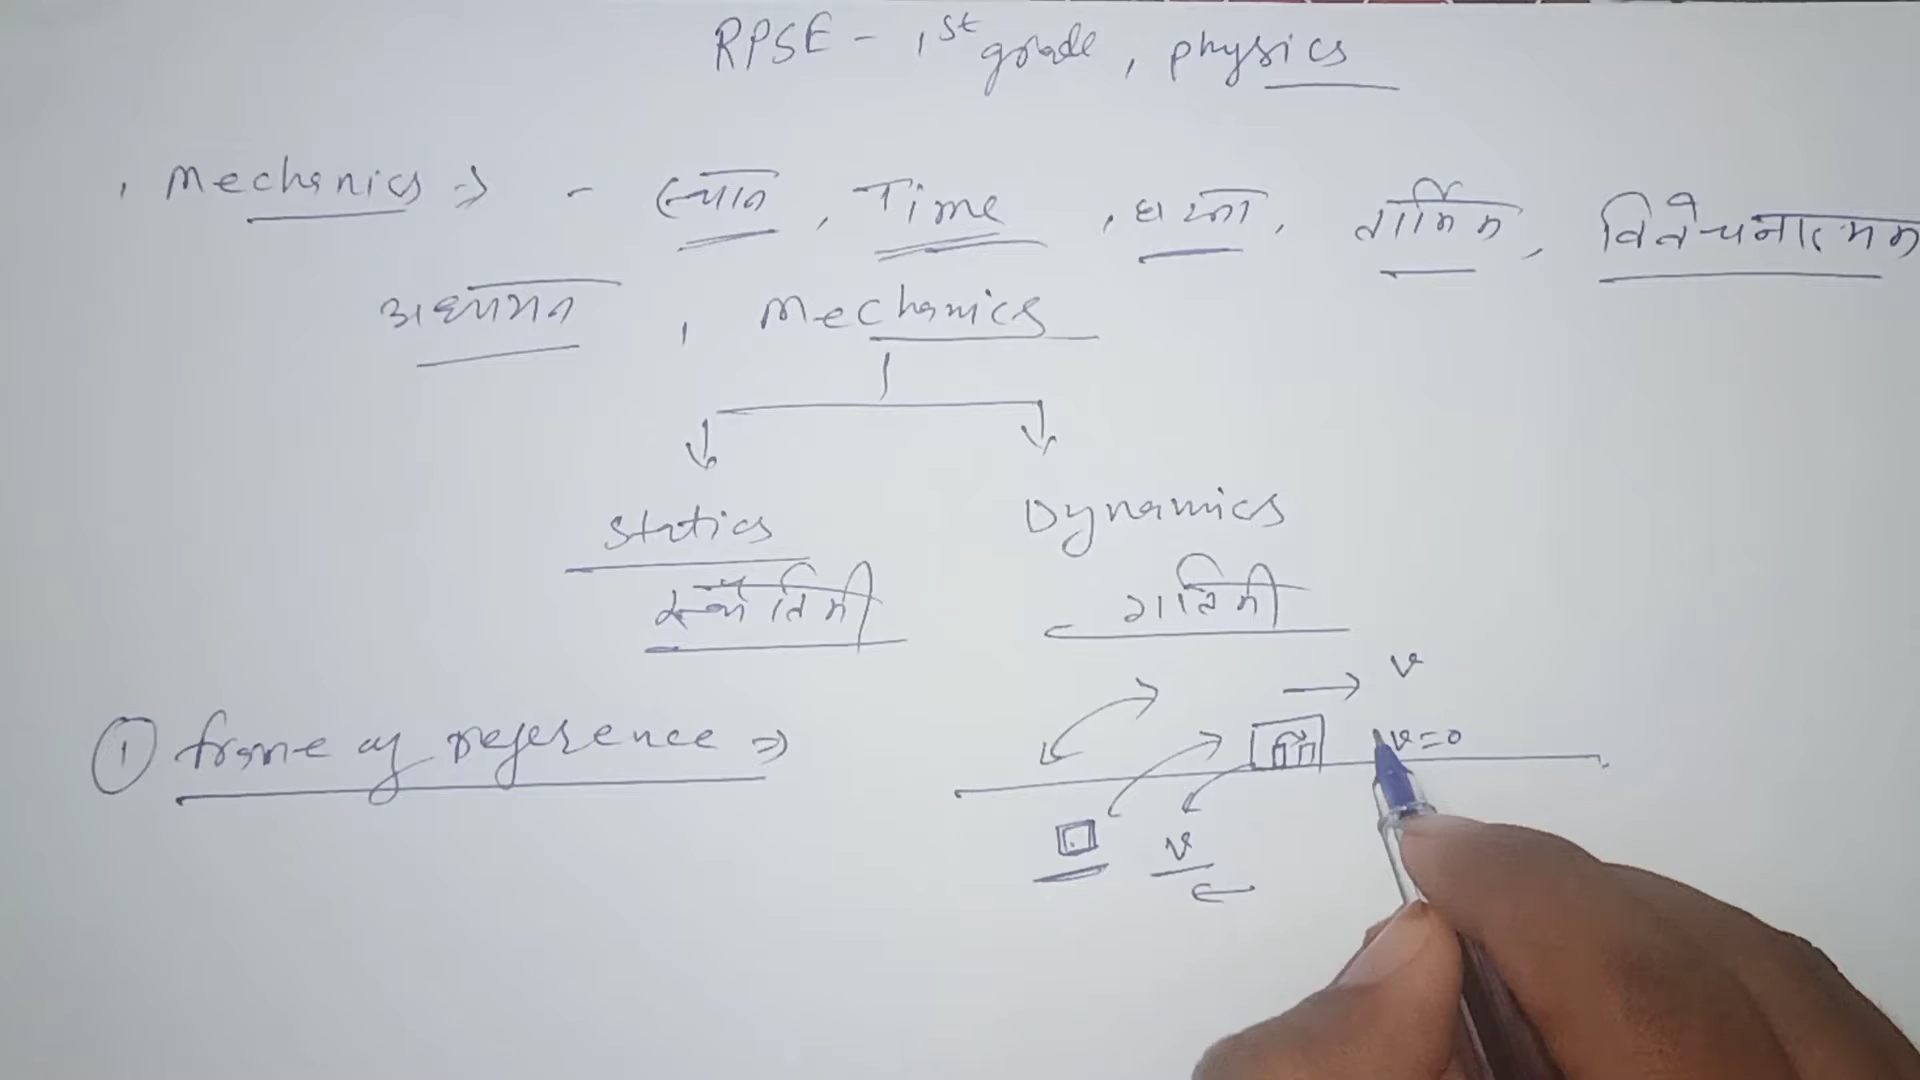 RPSE - 1st grade, physics
, Mechanics ⇒ - स्थान, Time, घटना, तार्किक, विवेचनात्मक
अध्ययन, Mechanics
Statics Dynamics
स्थैतिकी गतिकी
v
① frame of reference ⇒ v=0
v